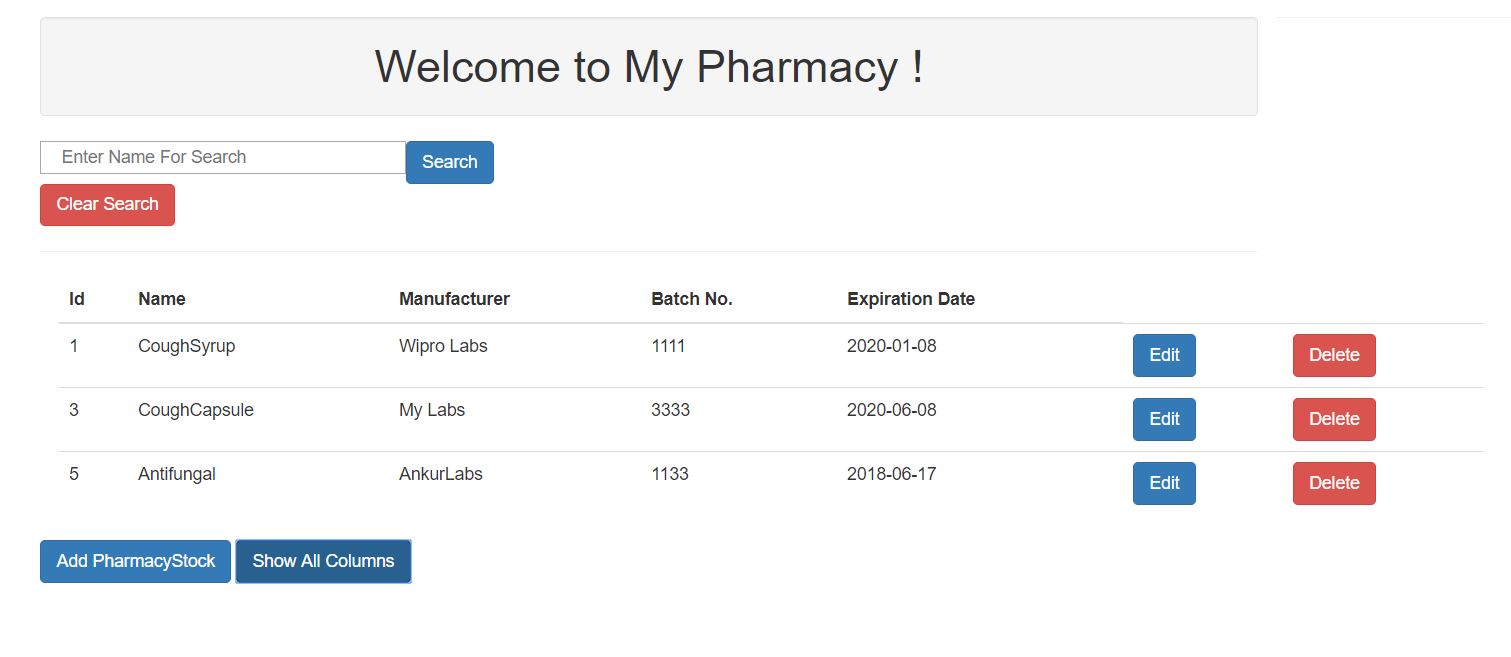 Welcome to My Pharmacy !
Enter Name For Search Search
Clear Search
Id Name Manufacturer Batch No. Expiration Date
1 CoughSyrup Wipro Labs 1111 2020-01-08 Edit Delete
3 CoughCapsule My Labs 3333 2020-06-08 Edit Delete
5 Antifungal AnkurLabs 1133 2018-06-17 Edit Delete
Add PharmacyStock Show All Columns